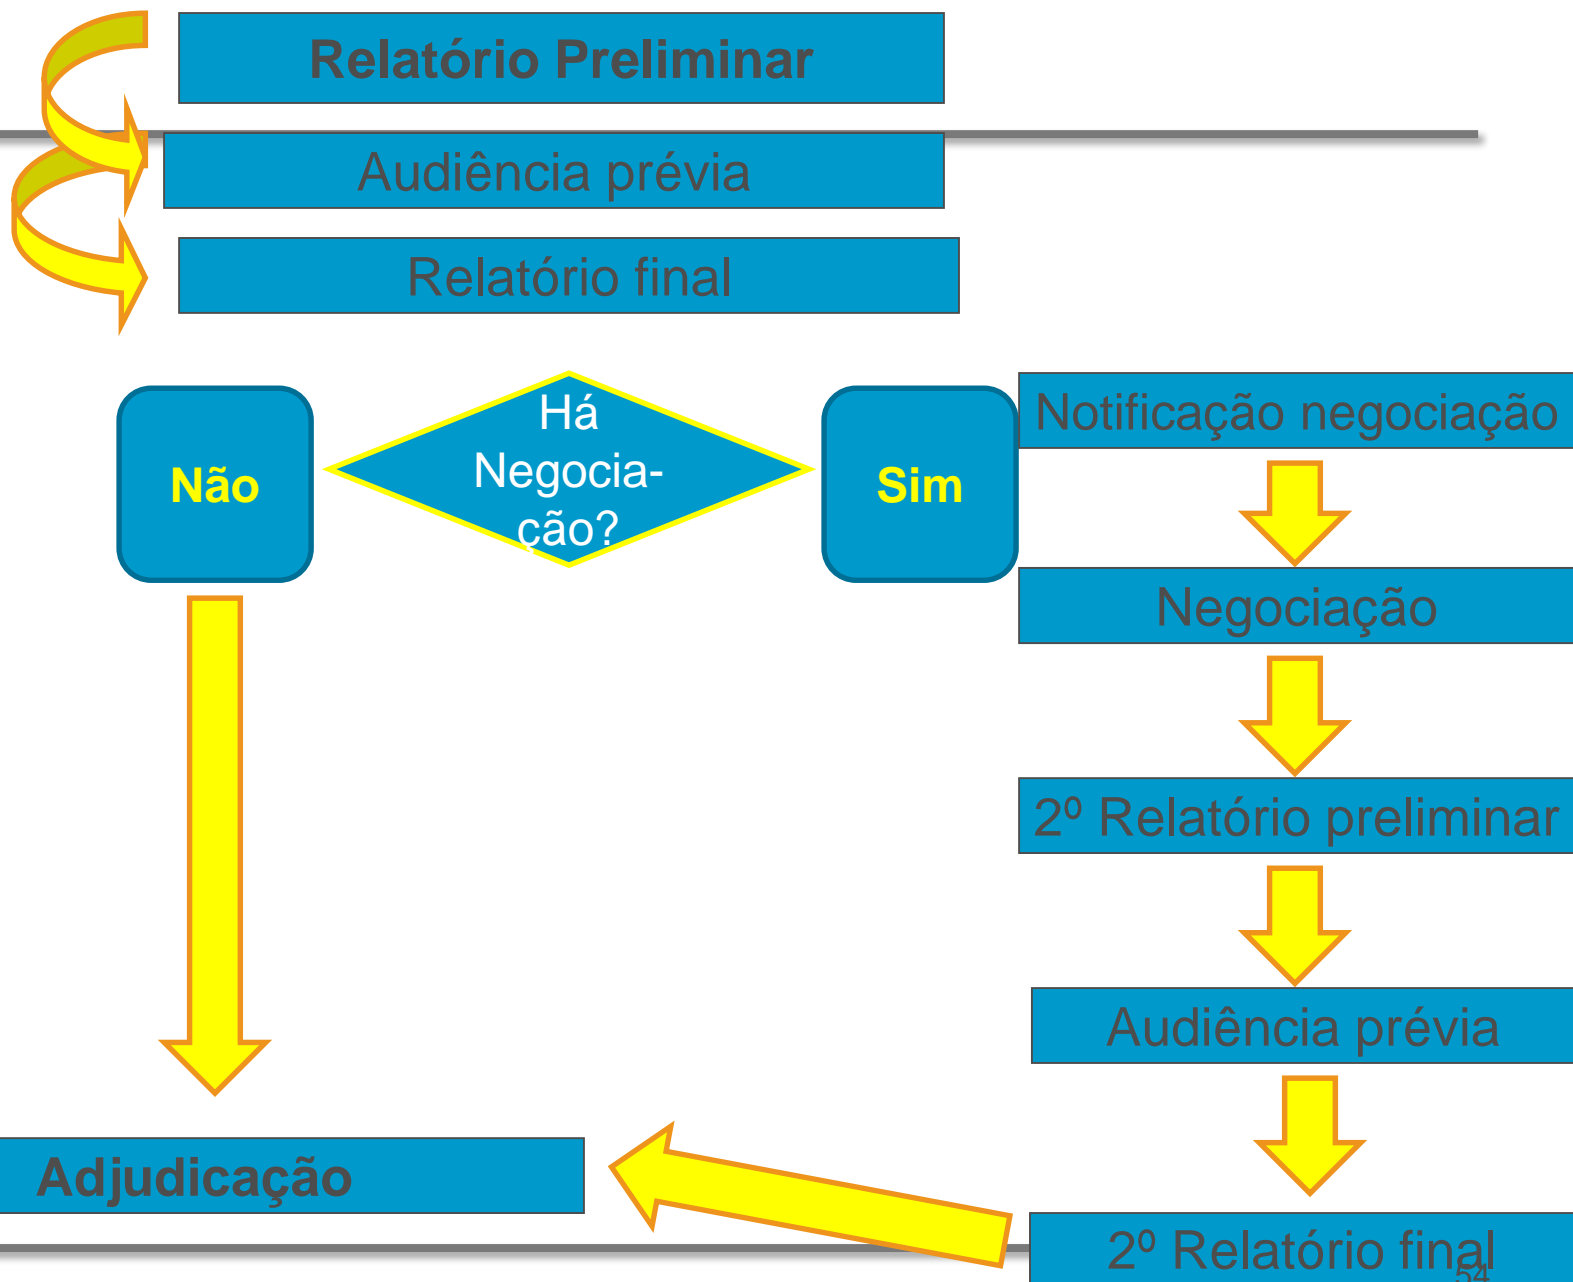 Relatório Preliminar
Audiência prévia
Relatório final
Não
Há
Negocia-
ção?
Sim
Notificação negociação
Negociação
2º Relatório preliminar
Audiência prévia
Adjudicação
2º Relatório final
54